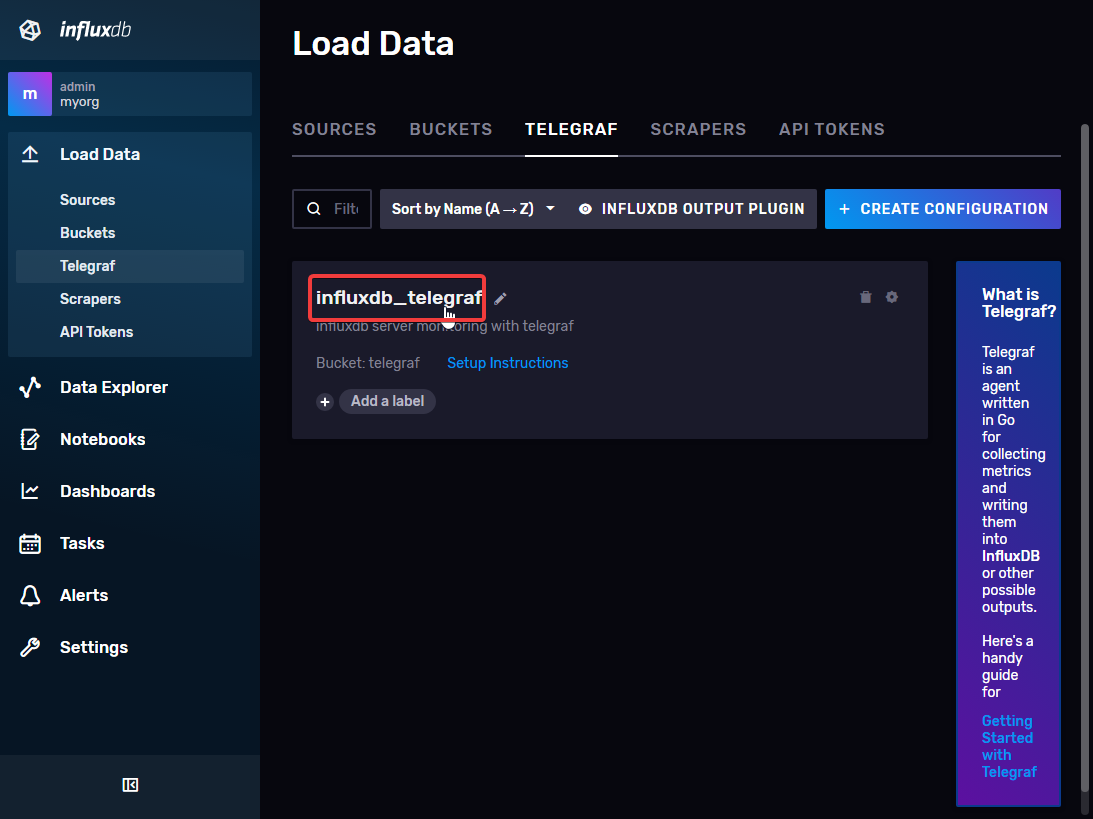 influxdb
m
admin
myorg
Load Data
Sources
Buckets
Telegraf
Scrapers
API Tokens
Data Explorer
Notebooks
Dashboards
Tasks
Alerts
Settings
Load Data
SOURCES BUCKETS TELEGRAF SCRAPERS API TOKENS
Filte Sort by Name (A → Z) INFLUXDB OUTPUT PLUGIN + CREATE CONFIGURATION
influxdb_telegraf
influxdb server monitoring with telegraf
Bucket: telegraf Setup Instructions
+ Add a label
What is
Telegraf?
Telegraf
is an
agent
written
in Go
for
collecting
metrics
and
writing
them
into
InfluxDB
or other
possible
outputs.
Here's a
handy
guide
for
Getting
Started
with
Telegraf